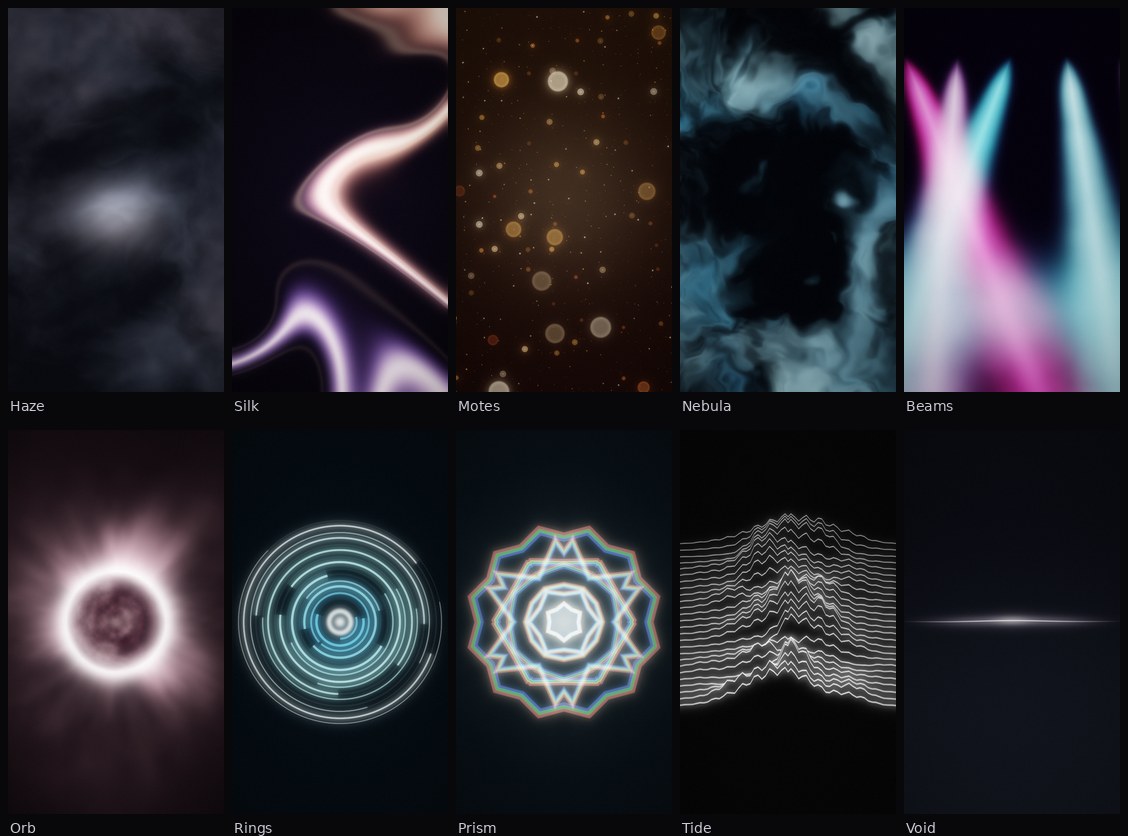 Haze
Silk
Motes
Nebula
Beams
Orb
Rings
Prism
Tide
Void